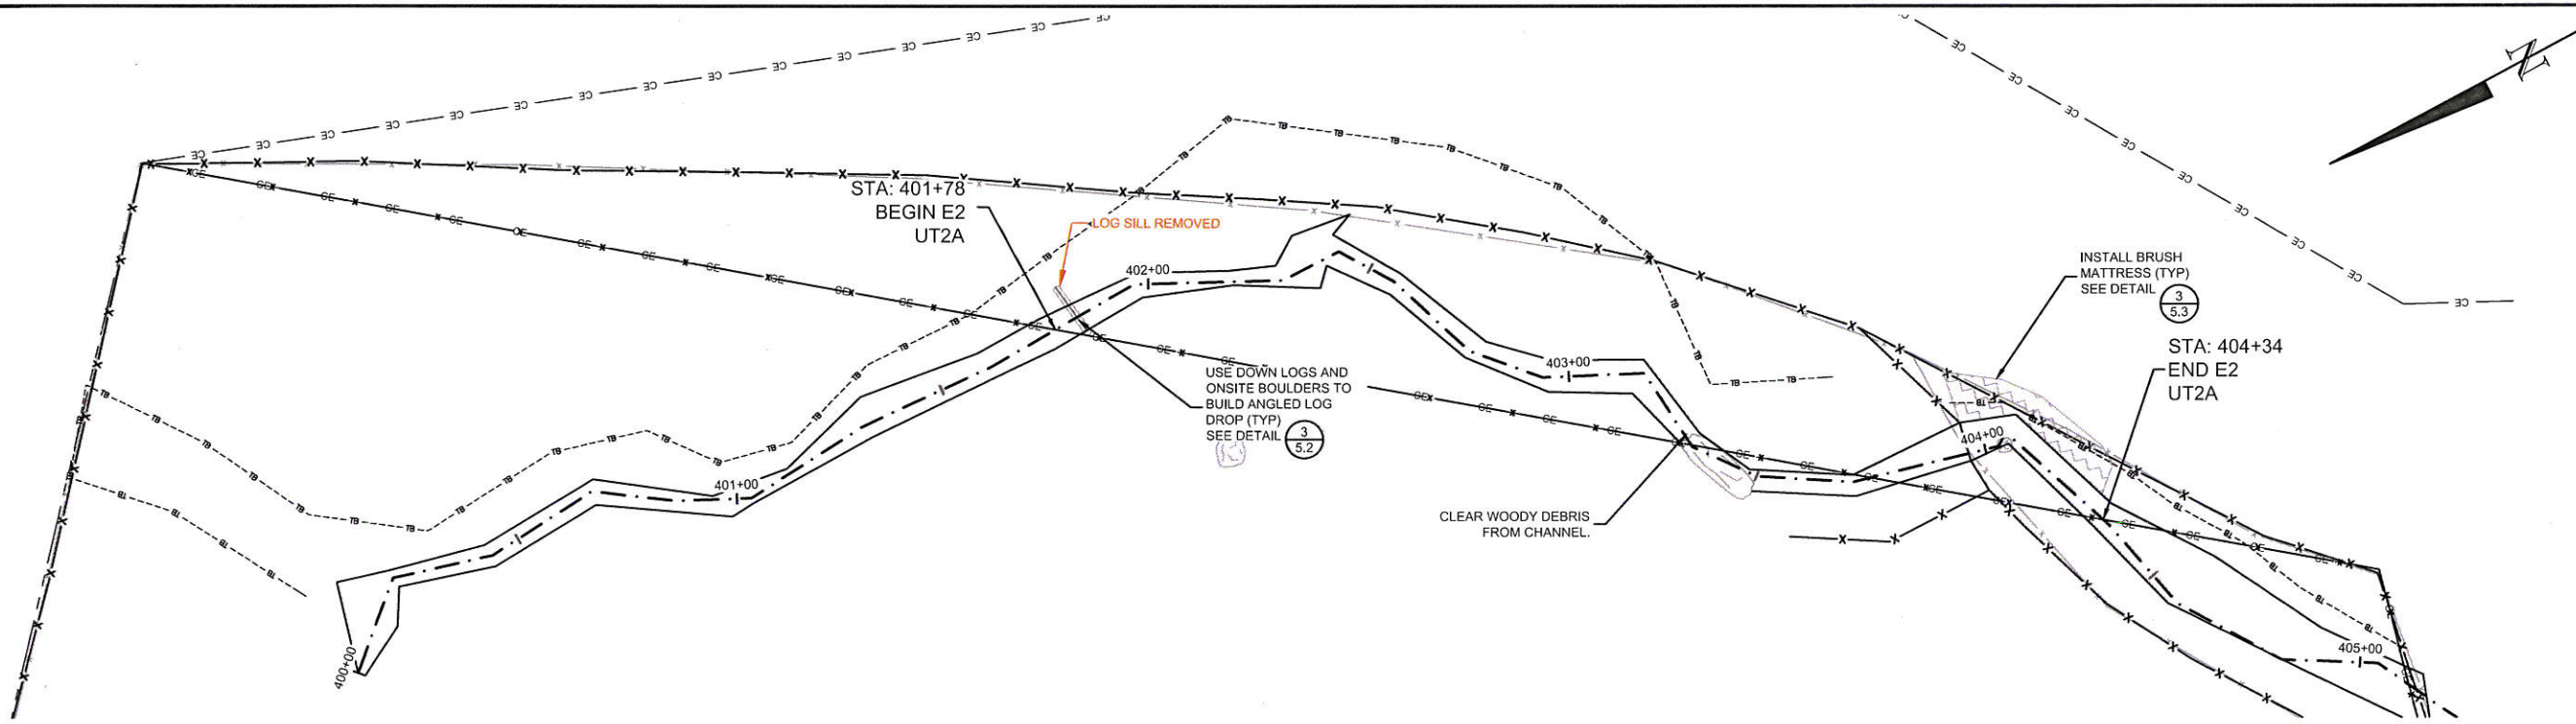 N
STA: 401+78
BEGIN E2
UT2A
LOG SILL REMOVED
402+00
INSTALL BRUSH
MATTRESS (TYP)
SEE DETAIL
3
5.3
STA: 404+34
END E2
UT2A
403+00
USE DOWN LOGS AND
ONSITE BOULDERS TO
BUILD ANGLED LOG
DROP (TYP)
SEE DETAIL
3
5.2
404+00
401+00
CLEAR WOODY DEBRIS
FROM CHANNEL.
400+00
405+00